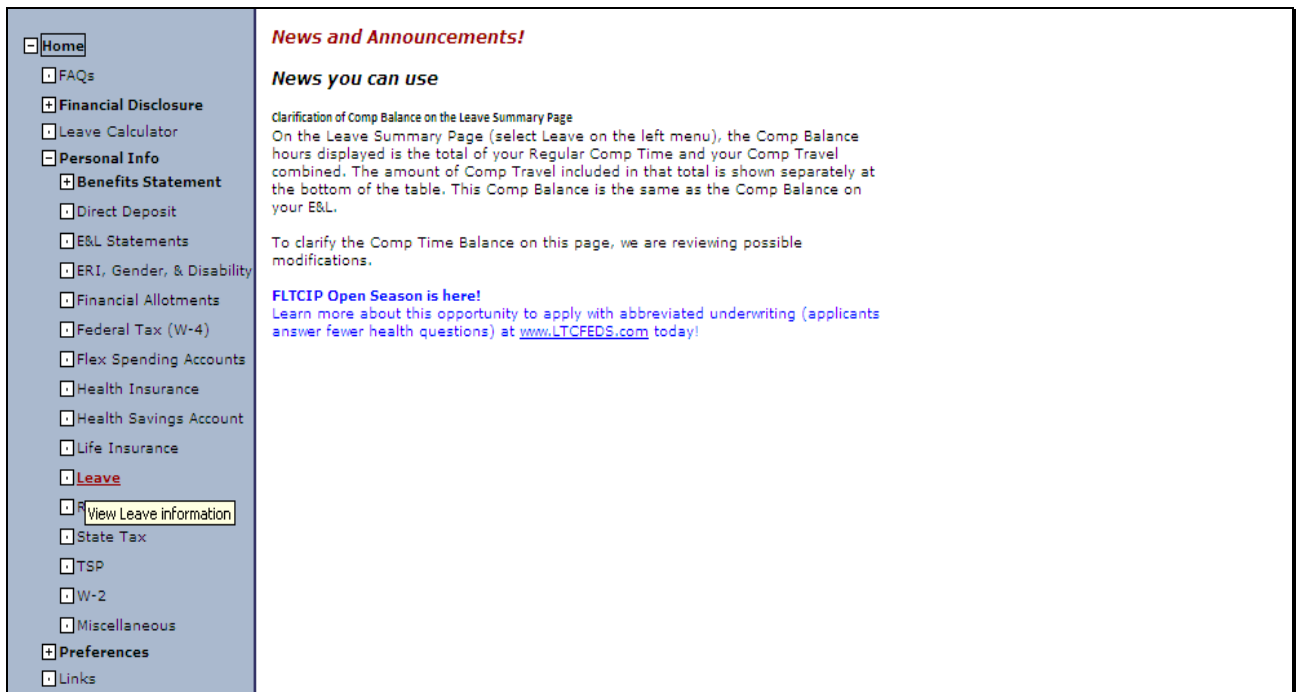 Home
FAQs
Financial Disclosure
Leave Calculator
Personal Info
Benefits Statement
Direct Deposit
E&L Statements
ERI, Gender, & Disability
Financial Allotments
Federal Tax (W-4)
Flex Spending Accounts
Health Insurance
Health Savings Account
Life Insurance
Leave
View Leave information
State Tax
TSP
W-2
Miscellaneous
Preferences
Links
News and Announcements!
News you can use
Clarification of Comp Balance on the Leave Summary Page
On the Leave Summary Page (select Leave on the left menu), the Comp Balance
hours displayed is the total of your Regular Comp Time and your Comp Travel
combined. The amount of Comp Travel included in that total is shown separately at
the bottom of the table. This Comp Balance is the same as the Comp Balance on
your E&L.
To clarify the Comp Time Balance on this page, we are reviewing possible
modifications.
FLTCIP Open Season is here!
Learn more about this opportunity to apply with abbreviated underwriting (applicants
answer fewer health questions) at www.LTCFEDS.com today!